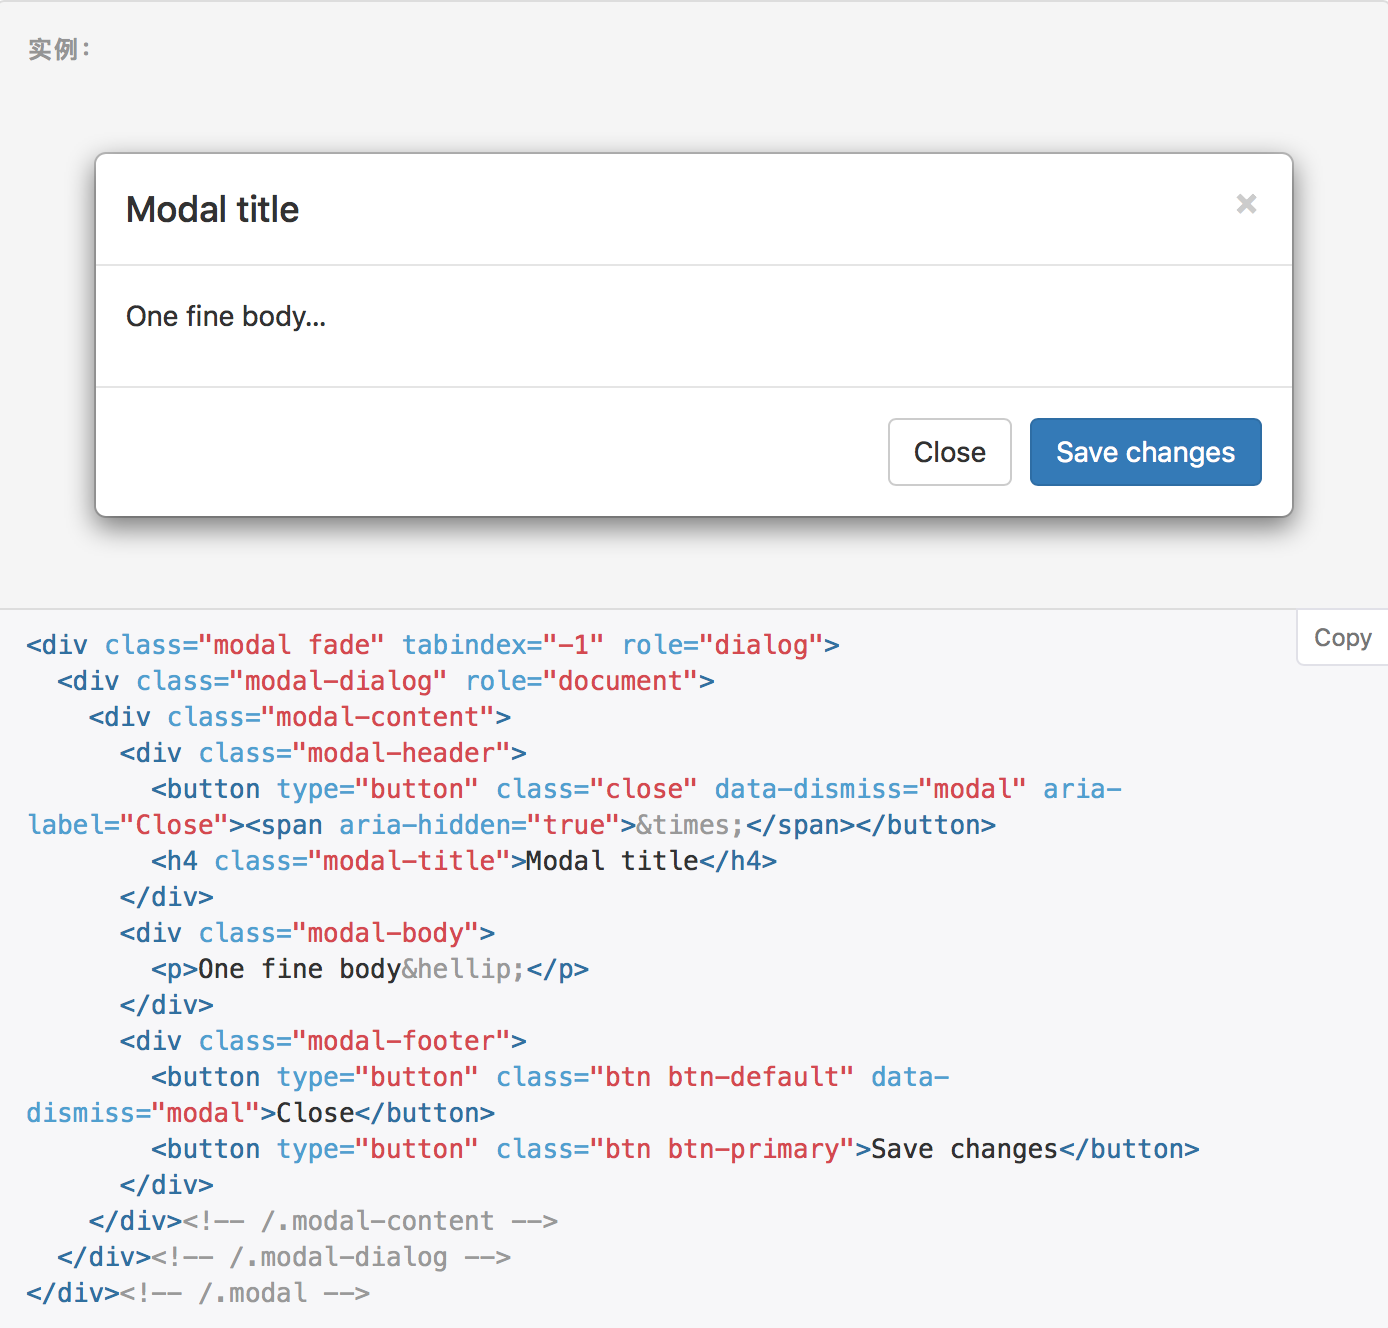 实例：
Modal title
×
One fine body...
Close
Save changes
Copy
<div class="modal fade" tabindex="-1" role="dialog">
  <div class="modal-dialog" role="document">
    <div class="modal-content">
      <div class="modal-header">
        <button type="button" class="close" data-dismiss="modal" aria-
label="Close"><span aria-hidden="true">&times;</span></button>
        <h4 class="modal-title">Modal title</h4>
      </div>
      <div class="modal-body">
        <p>One fine body&hellip;</p>
      </div>
      <div class="modal-footer">
        <button type="button" class="btn btn-default" data-
dismiss="modal">Close</button>
        <button type="button" class="btn btn-primary">Save changes</button>
      </div>
    </div><!-- /.modal-content -->
  </div><!-- /.modal-dialog -->
</div><!-- /.modal -->